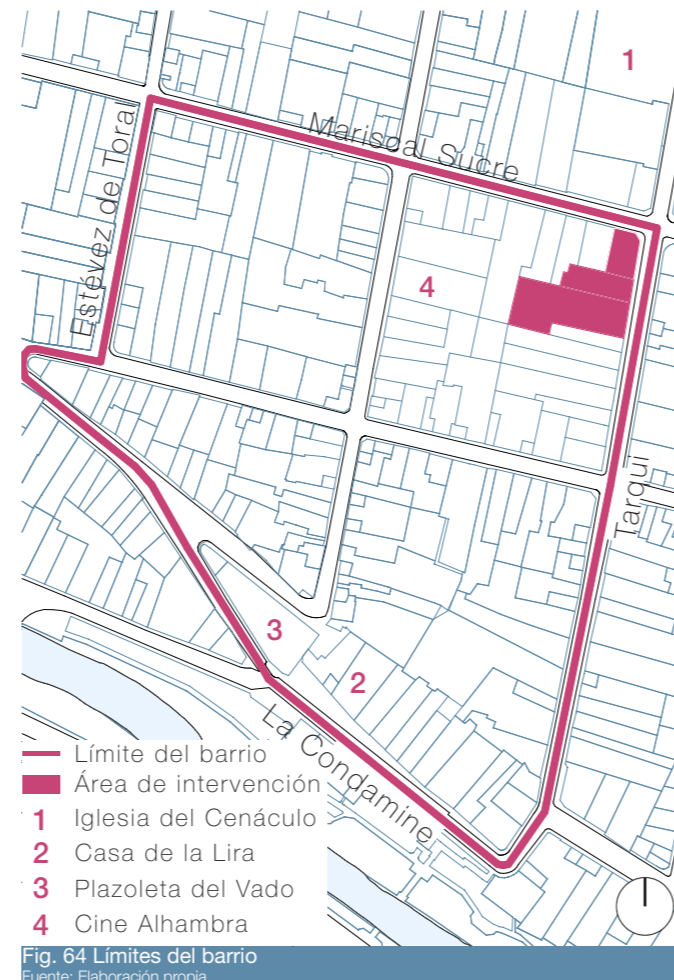 1
Mariscal Sucre
Estévez de Toral
4
Tarqui
3
2
La Condamine
Límite del barrio
Área de intervención
1 Iglesia del Cenáculo
2 Casa de la Lira
3 Plazoleta del Vado
4 Cine Alhambra
Fig. 64 Límites del barrio
Fuente: Elaboración propia